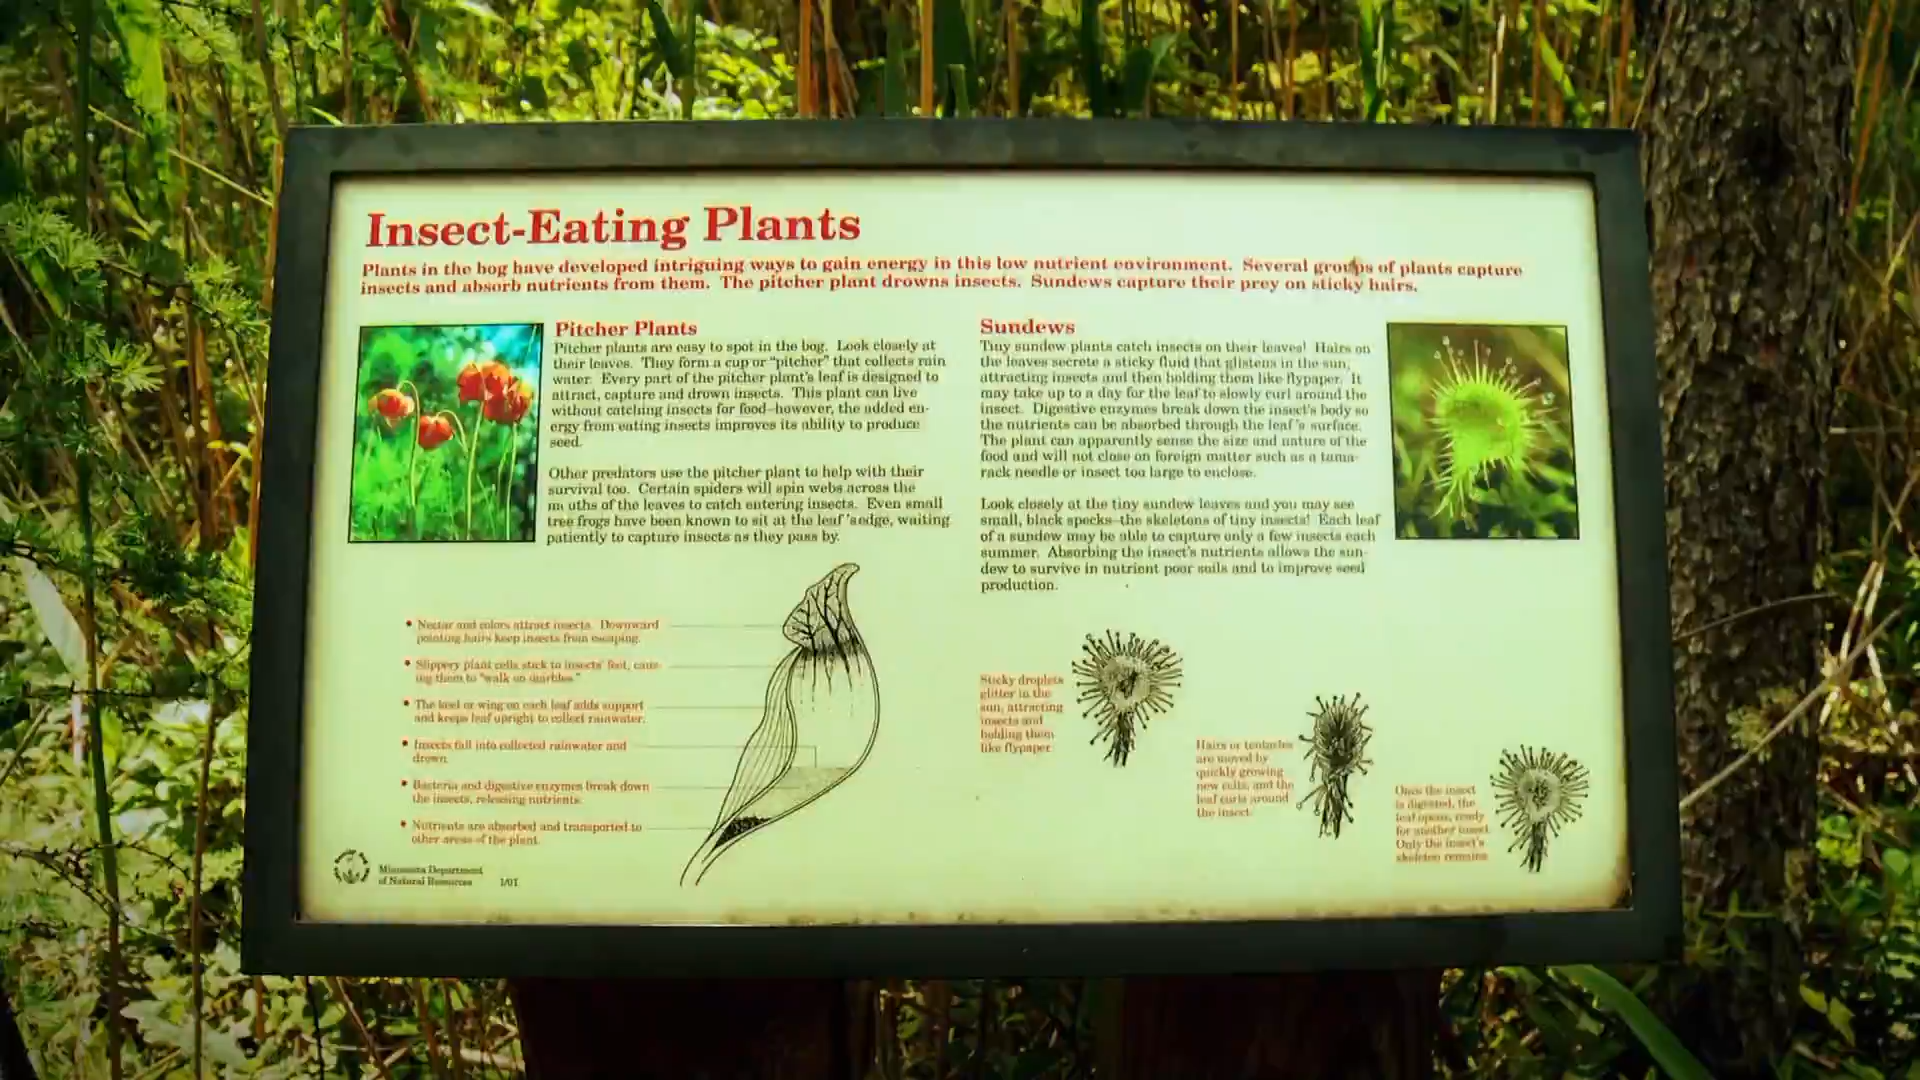 Insect-Eating Plants
Plants in the bog have developed intriguing ways to gain energy in this low nutrient environment. Several groups of plants capture
insects and absorb nutrients from them. The pitcher plant drowns insects. Sundews capture their prey on sticky hairs.
Pitcher Plants
Pitcher plants are easy to spot in the bog. Look closely at
their leaves. They form a cup or "pitcher" that collects rain
water. Every part of the pitcher plant's leaf is designed to
attract, capture and drown insects. This plant can live
without catching insects for food–however, the added en-
ergy from eating insects improves its ability to produce
seed.
Other predators use the pitcher plant to help with their
survival too. Certain spiders will spin webs across the
m uths of the leaves to catch entering insects. Even small
tree frogs have been known to sit at the leaf 'sedge, waiting
patiently to capture insects as they pass by.
• Nectar and colors attract insects. Downward
pointing hairs keep insects from escaping.
• Slippery plant cells stick to insects' feet, caus-
ing them to "walk on marbles."
• The keel or wing on each leaf adds support
and keeps leaf upright to collect rainwater.
• Insects fall into collected rainwater and
drown.
• Bacteria and digestive enzymes break down
the insects, releasing nutrients.
• Nutrients are absorbed and transported to
other areas of the plant.
Minnesota Department
of Natural Resources 1/01
Sundews
Tiny sundew plants catch insects on their leaves! Hairs on
the leaves secrete a sticky fluid that glistens in the sun,
attracting insects and then holding them like flypaper. It
may take up to a day for the leaf to slowly curl around the
insect. Digestive enzymes break down the insect's body so
the nutrients can be absorbed through the leaf's surface.
The plant can apparently sense the size and nature of the
food and will not close on foreign matter such as a tama-
rack needle or insect too large to enclose.
Look closely at the tiny sundew leaves and you may see
small, black specks–the skeletons of tiny insects! Each leaf
of a sundew may be able to capture only a few insects each
summer. Absorbing the insect's nutrients allows the sun-
dew to survive in nutrient poor soils and to improve seed
production.
Sticky droplets
glitter in the
sun, attracting
insects and
holding them
like flypaper.
Hairs or tentacles
are moved by
quickly growing
new cells, and the
leaf curls around
the insect.
Once the insect
is digested, the
leaf opens, ready
for another insect.
Only the insect's
skeleton remains.